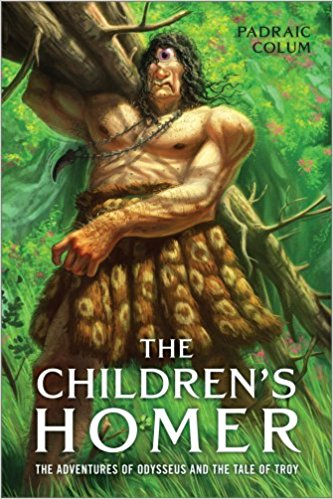 PADRAIC
COLUM
THE
CHILDREN'S
HOMER
THE ADVENTURES OF ODYSSEUS AND THE TALE OF TROY